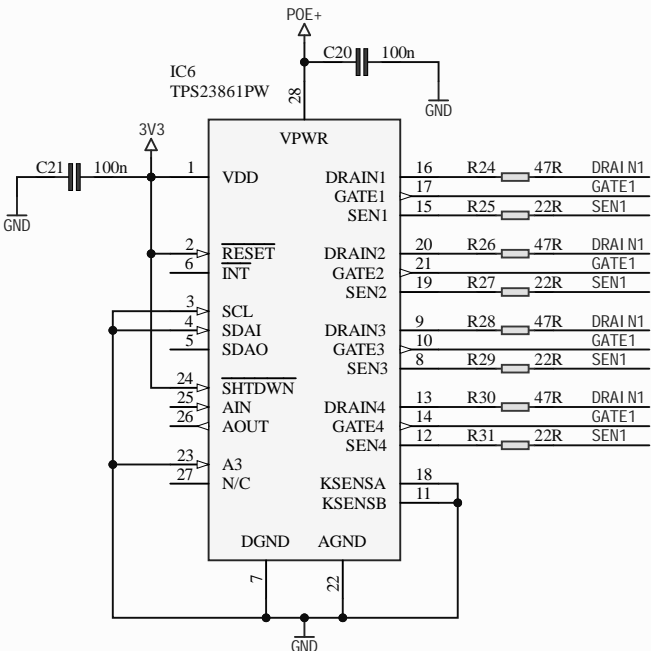 POE+
C20 100n
GND
IC6
TPS23861PW
28
3V3
C21 100n
GND
VPWR
1 VDD DRAIN1 16 R24 47R DRAIN1
GATE1 17 GATE1
SEN1 15 R25 22R SEN1
2 RESET DRAIN2 20 R26 47R DRAIN1
6 INT GATE2 21 GATE1
SEN2 19 R27 22R SEN1
3 SCL
4 SDAI DRAIN3 9 R28 47R DRAIN1
5 SDAO GATE3 10 GATE1
SEN3 8 R29 22R SEN1
24 SHTDWN
25 AIN DRAIN4 13 R30 47R DRAIN1
26 AOUT GATE4 14 GATE1
SEN4 12 R31 22R SEN1
23 A3
27 N/C KSENSA 18
KSENSB 11
DGND AGND
7 22
GND